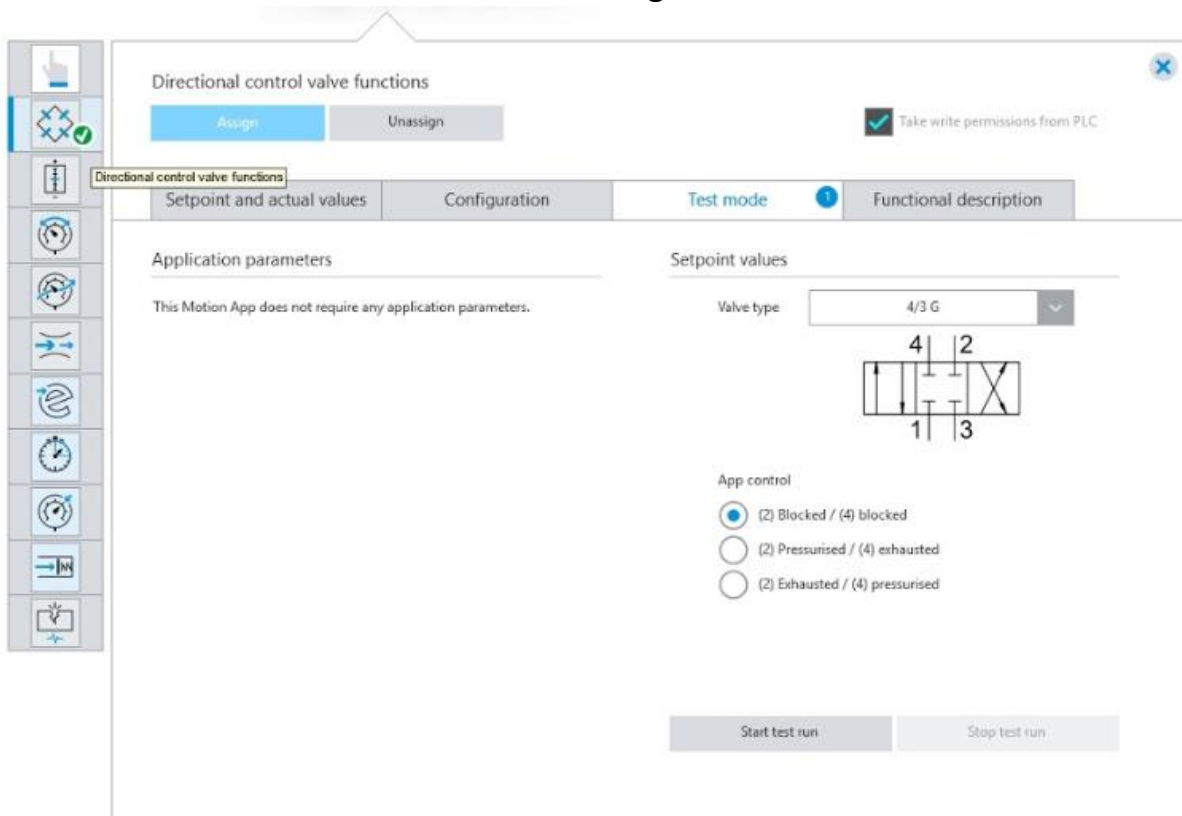 Directional control valve functions
Assign
Unassign
Take write permissions from PLC
Directional control valve functions
Setpoint and actual values
Configuration
Test mode
1
Functional description
Application parameters
This Motion App does not require any application parameters.
Setpoint values
Valve type
4/3 G
4 2
1 3
App control
(2) Blocked / (4) blocked
(2) Pressurised / (4) exhausted
(2) Exhausted / (4) pressurised
Start test run
Stop test run